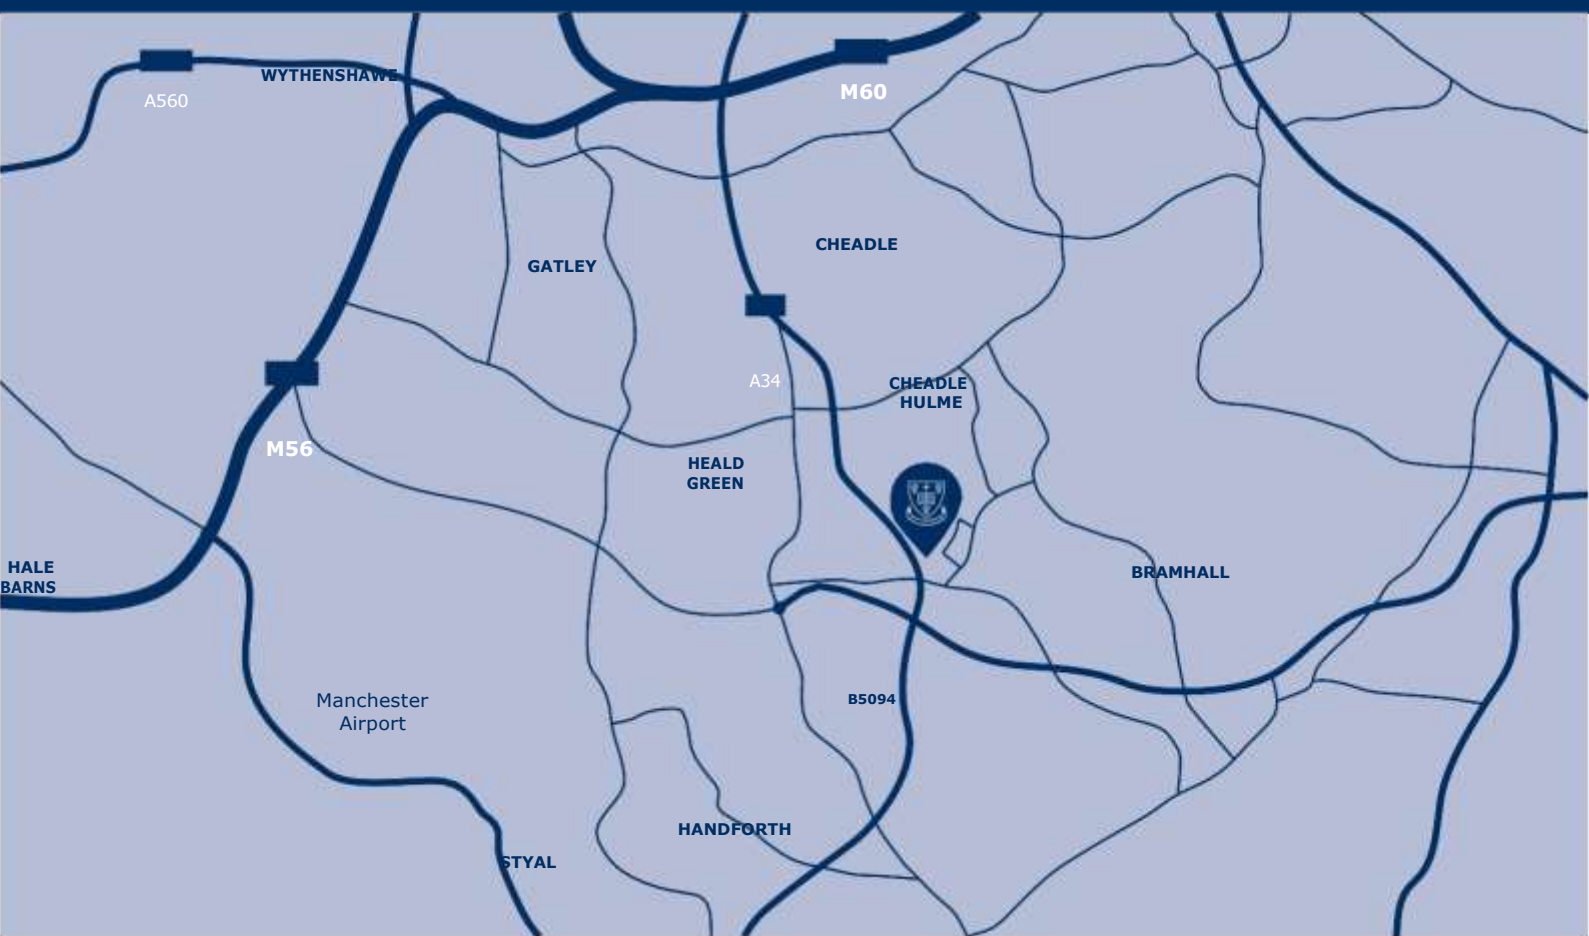 WYTHENSHAWE
A560
M60
CHEADLE
GATLEY
A34
CHEADLE
HULME
M56
HEALD
GREEN
HALE
BARNS
BRAMHALL
Manchester
Airport
B5094
HANDFORTH
STYAL